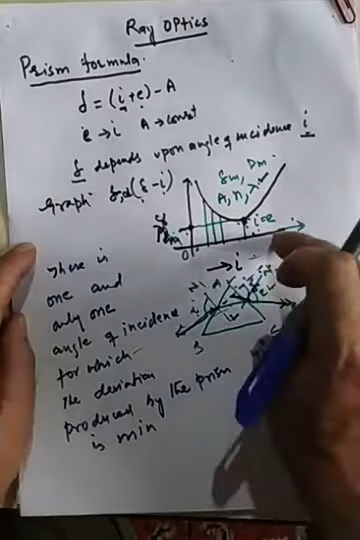 Ray Optics
Prism formula.
δ = (i + e) - A
e → i A → const
δ depends upon angle of incidence i
Graph
δm, Dm
A, n, λ
i = e
0
→ i
There is
one and
only one
angle of incidence
for which
the deviation
produced by the prism
is min